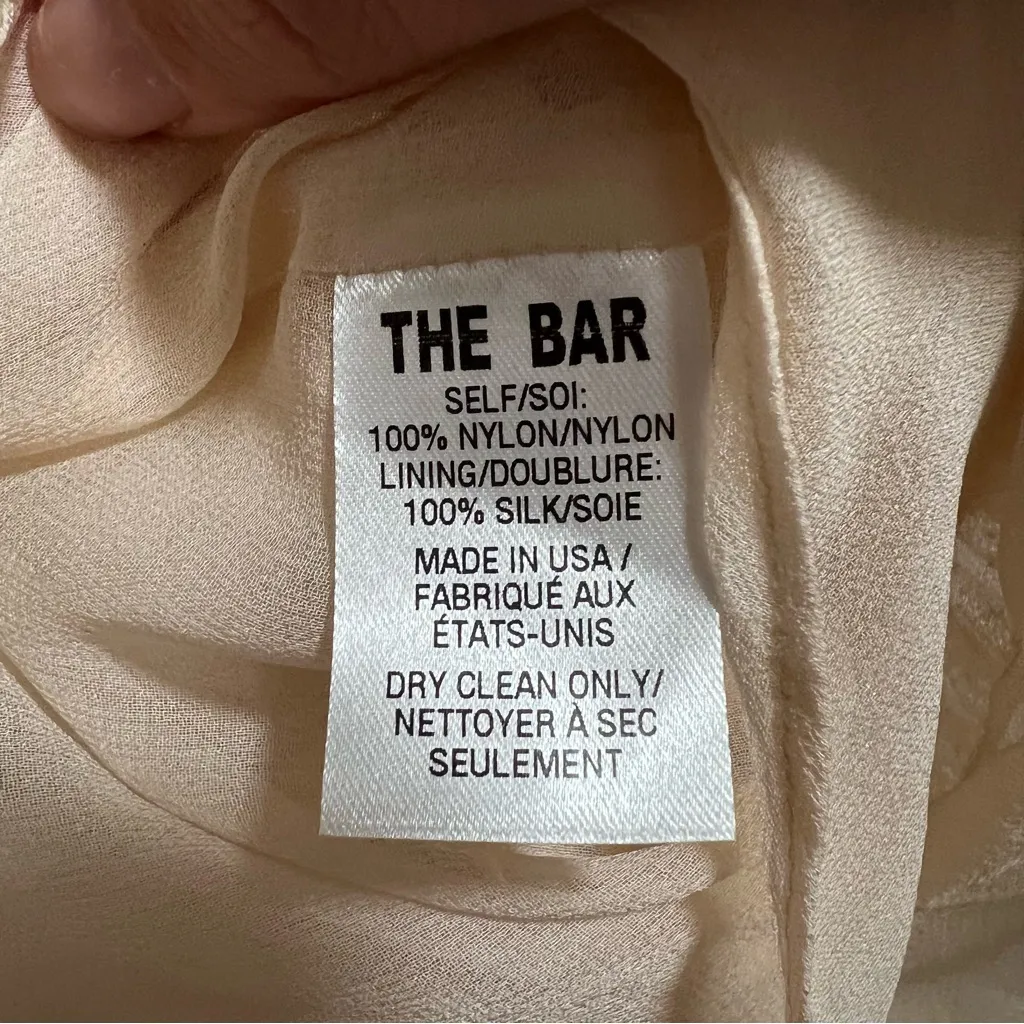 THE BAR
SELF/SOI:
100% NYLON/NYLON
LINING/DOUBLURE:
100% SILK/SOIE
MADE IN USA /
FABRIQUÉ AUX
ÉTATS-UNIS
DRY CLEAN ONLY/
NETTOYER À SEC
SEULEMENT